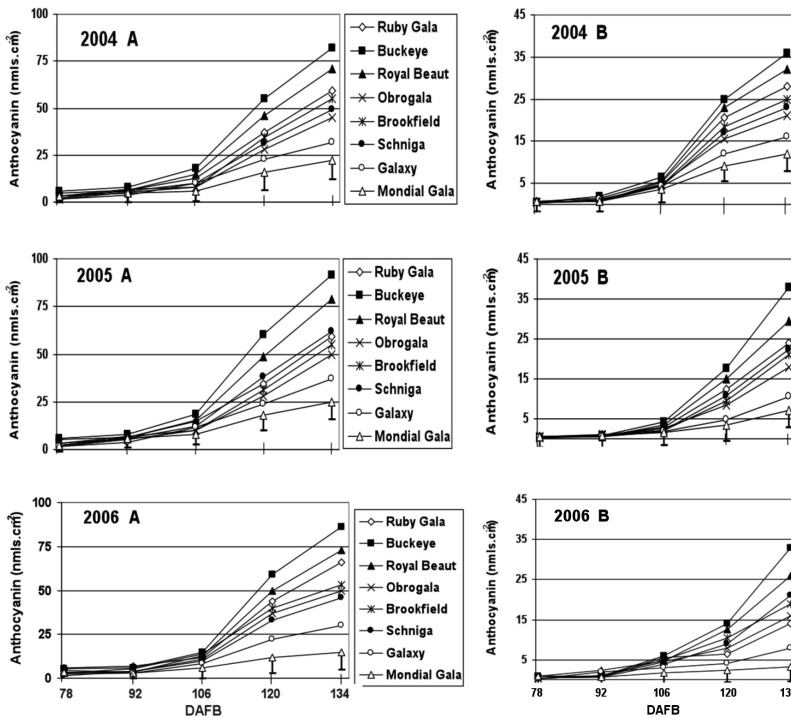 2004 A
Anthocyanin (nmls.cm²)
100
75
50
25
0
Ruby Gala
Buckeye
Royal Beaut
Obrogala
Brookfield
Schniga
Galaxy
Mondial Gala
2004 B
Anthocyanin (nmls.cm²)
45
35
25
15
5
2005 A
Anthocyanin (nmls.cm²)
100
75
50
25
0
Ruby Gala
Buckeye
Royal Beaut
Obrogala
Brookfield
Schniga
Galaxy
Mondial Gala
2005 B
Anthocyanin (nmls.cm²)
45
35
25
15
5
2006 A
Anthocyanin (nmls.cm²)
100
75
50
25
0
78 92 106 120 134
DAFB
Ruby Gala
Buckeye
Royal Beaut
Obrogala
Brookfield
Schniga
Galaxy
Mondial Gala
2006 B
Anthocyanin (nmls.cm²)
45
35
25
15
5
78 92 106 120
DAFB